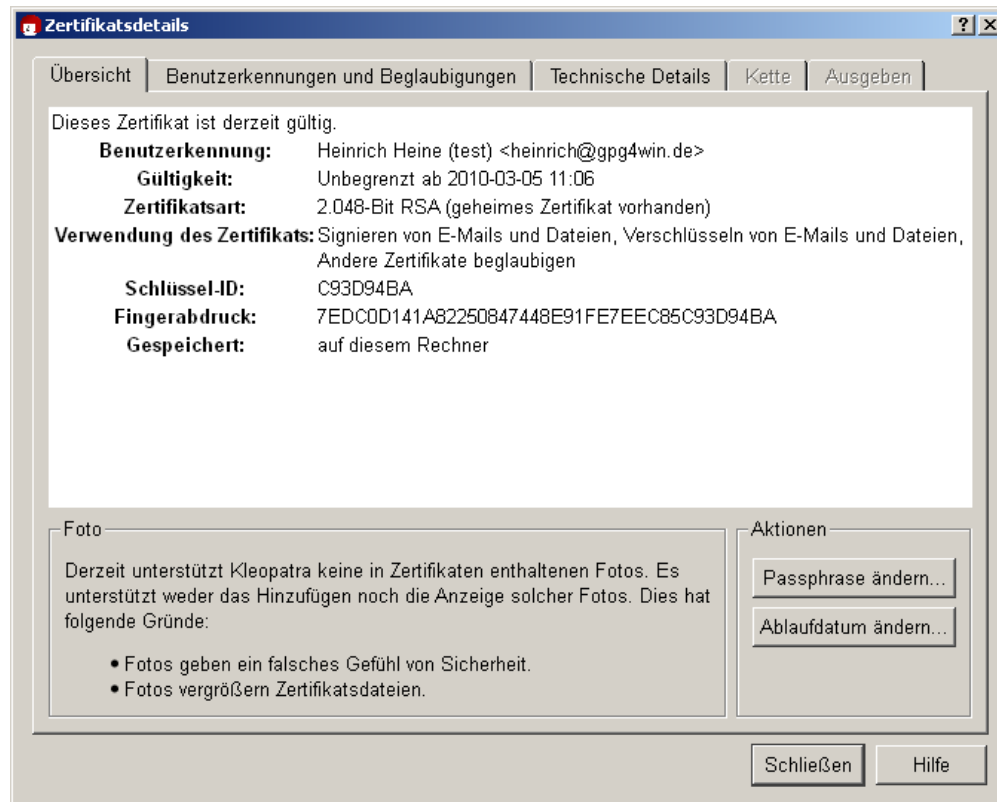 Zertifikatsdetails
Übersicht Benutzerkennungen und Beglaubigungen Technische Details Kette Ausgeben
Dieses Zertifikat ist derzeit gültig.
Benutzerkennung: Heinrich Heine (test) <heinrich@gpg4win.de>
Gültigkeit: Unbegrenzt ab 2010-03-05 11:06
Zertifikatsart: 2.048-Bit RSA (geheimes Zertifikat vorhanden)
Verwendung des Zertifikats: Signieren von E-Mails und Dateien, Verschlüsseln von E-Mails und Dateien,
Andere Zertifikate beglaubigen
Schlüssel-ID: C93D94BA
Fingerabdruck: 7EDC0D141A82250847448E91FE7EEC85C93D94BA
Gespeichert: auf diesem Rechner
Foto
Derzeit unterstützt Kleopatra keine in Zertifikaten enthaltenen Fotos. Es
unterstützt weder das Hinzufügen noch die Anzeige solcher Fotos. Dies hat
folgende Gründe:
• Fotos geben ein falsches Gefühl von Sicherheit.
• Fotos vergrößern Zertifikatsdateien.
Aktionen
Passphrase ändern...
Ablaufdatum ändern...
Schließen Hilfe